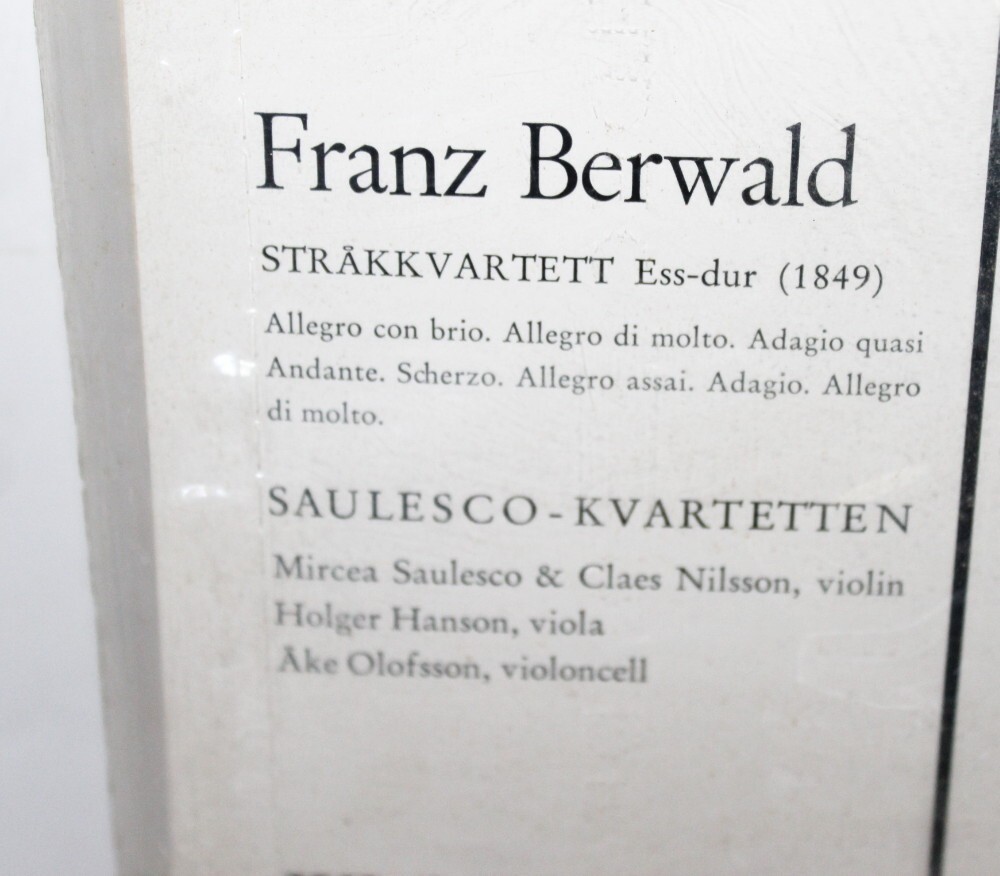 Franz Berwald
STRÅKKVARTETT Ess-dur (1849)
Allegro con brio. Allegro di molto. Adagio quasi
Andante. Scherzo. Allegro assai. Adagio. Allegro
di molto.
SAULESCO-KVARTETTEN
Mircea Saulesco & Claes Nilsson, violin
Holger Hanson, viola
Åke Olofsson, violoncell